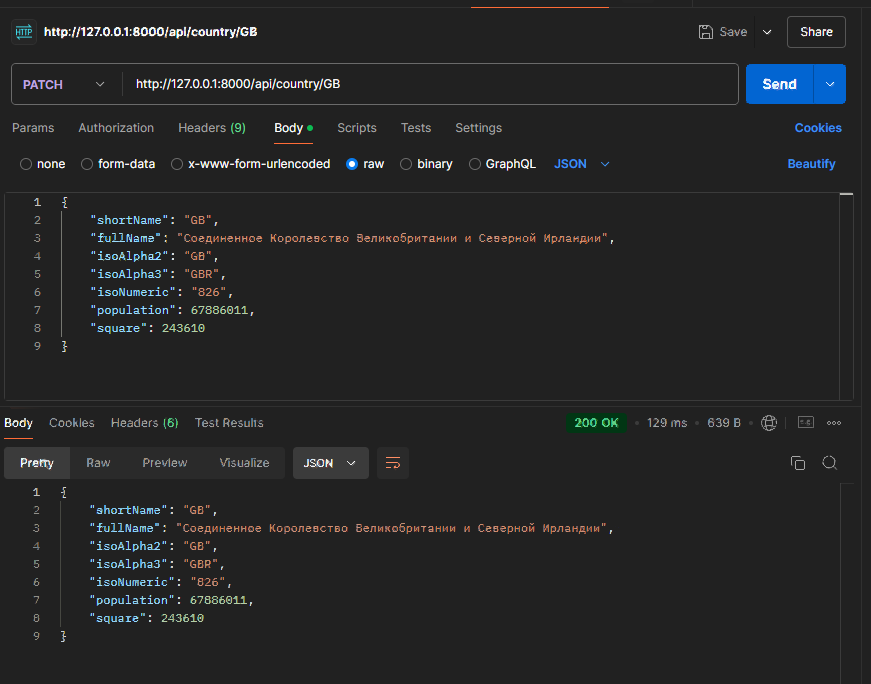 HTTP http://127.0.0.1:8000/api/country/GB Save Share
PATCH http://127.0.0.1:8000/api/country/GB Send
Params Authorization Headers (9) Body Scripts Tests Settings Cookies
none form-data x-www-form-urlencoded raw binary GraphQL JSON Beautify
1 {
2 "shortName": "GB",
3 "fullName": "Соединенное Королевство Великобритании и Северной Ирландии",
4 "isoAlpha2": "GB",
5 "isoAlpha3": "GBR",
6 "isoNumeric": "826",
7 "population": 67886011,
8 "square": 243610
9 }
Body Cookies Headers (6) Test Results 200 OK • 129 ms • 639 B •
Pretty Raw Preview Visualize JSON
1 {
2 "shortName": "GB",
3 "fullName": "Соединенное Королевство Великобритании и Северной Ирландии",
4 "isoAlpha2": "GB",
5 "isoAlpha3": "GBR",
6 "isoNumeric": "826",
7 "population": 67886011,
8 "square": 243610
9 }